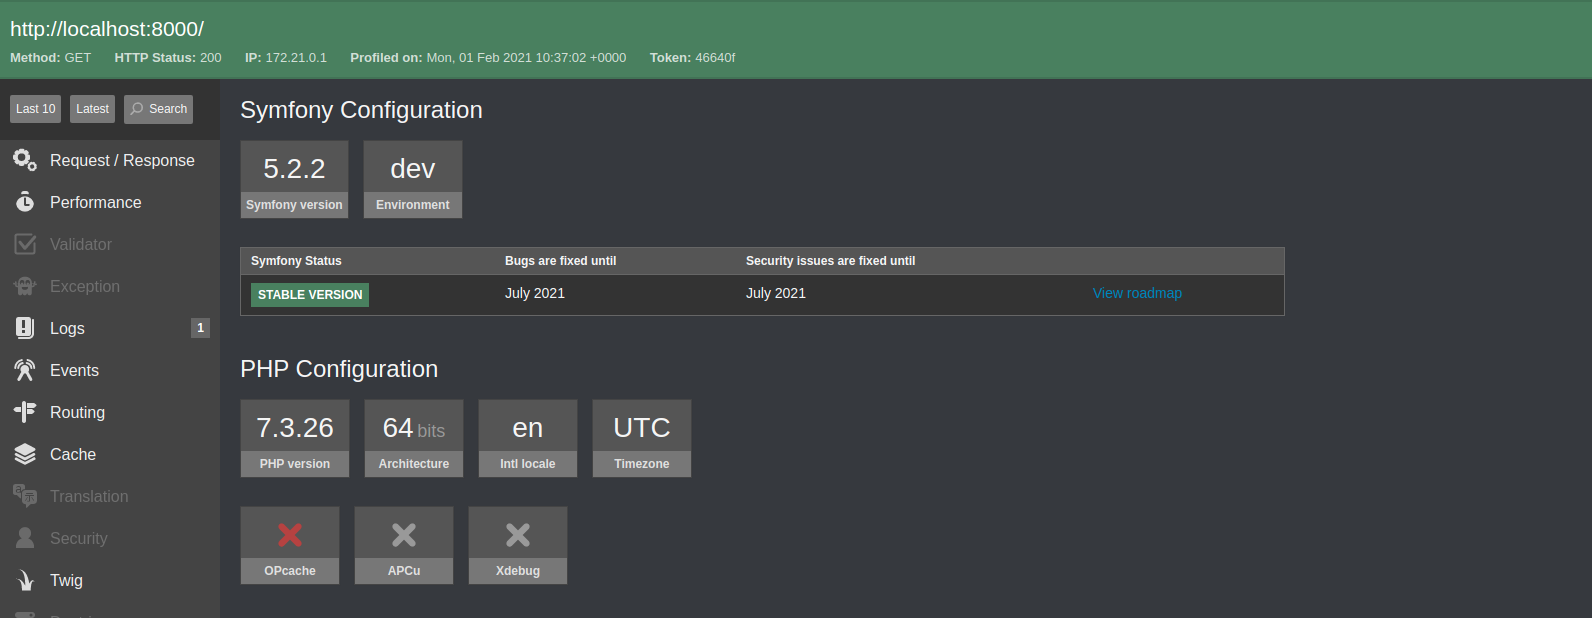 http://localhost:8000/
Method: GET HTTP Status: 200 IP: 172.21.0.1 Profiled on: Mon, 01 Feb 2021 10:37:02 +0000 Token: 46640f
Last 10 Latest Search
Request / Response
Performance
Validator
Exception
Logs 1
Events
Routing
Cache
Translation
Security
Twig
Symfony Configuration
5.2.2 dev
Symfony version Environment
Symfony Status Bugs are fixed until Security issues are fixed until
STABLE VERSION July 2021 July 2021 View roadmap
PHP Configuration
7.3.26 64 bits en UTC
PHP version Architecture Intl locale Timezone
OPcache APCu Xdebug